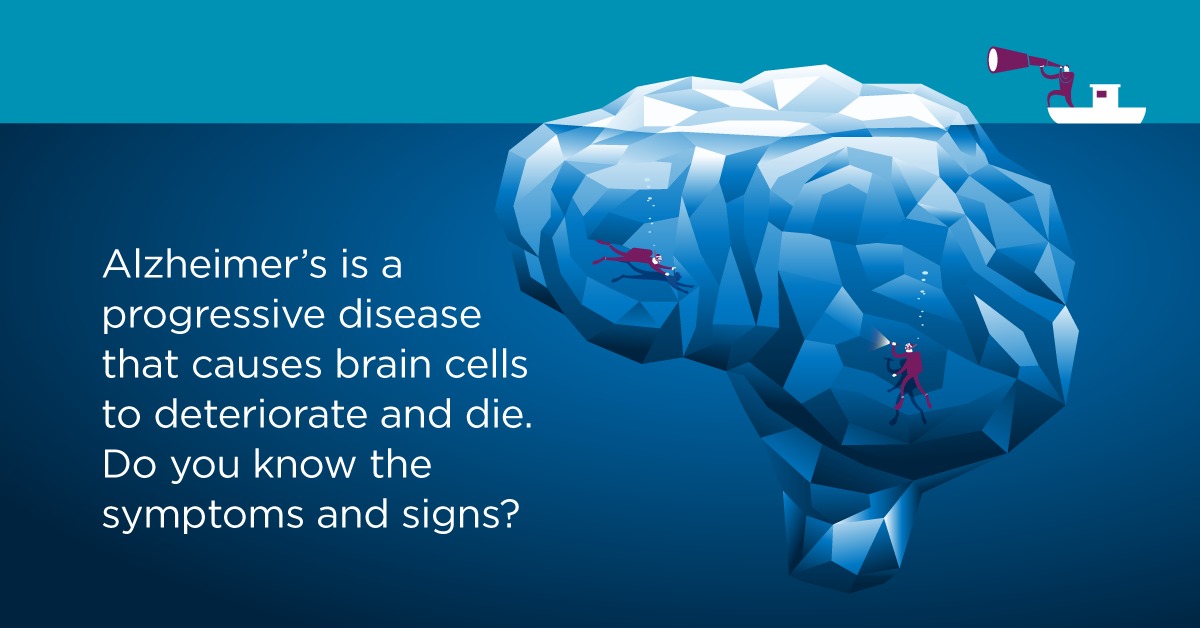 Alzheimer’s is a
progressive disease
that causes brain cells
to deteriorate and die.
Do you know the
symptoms and signs?